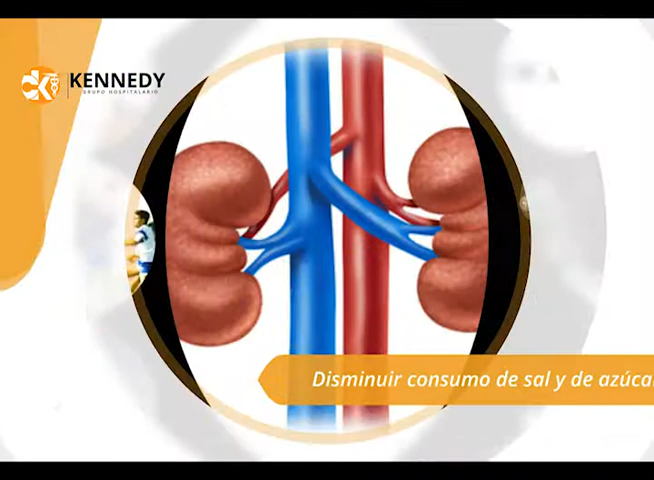 KENNEDY
GRUPO HOSPITALARIO
Disminuir consumo de sal y de azúca